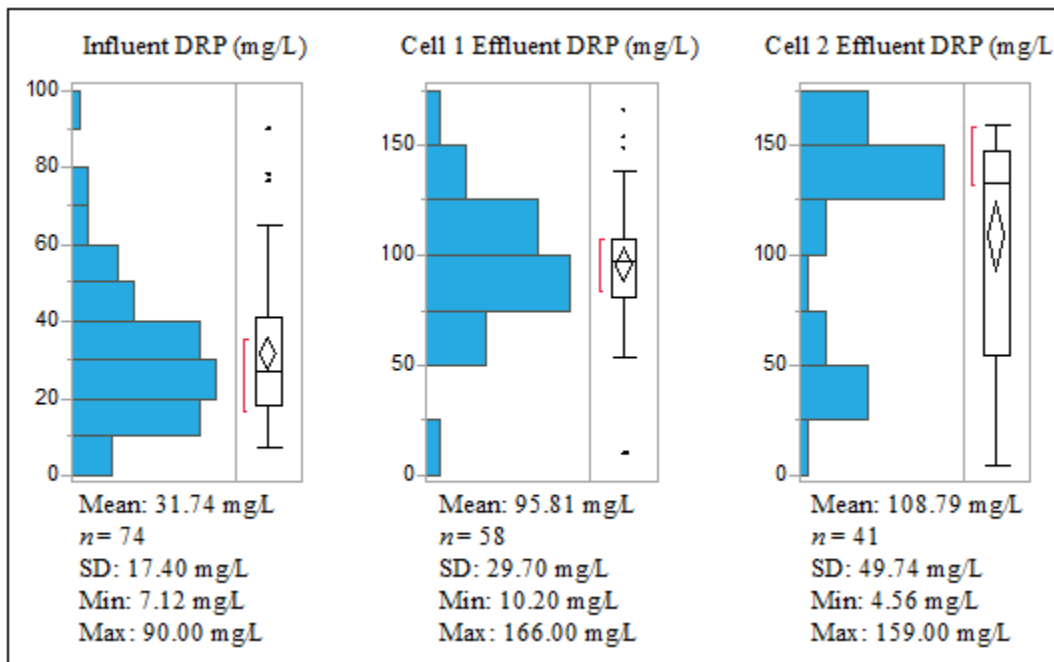 Influent DRP (mg/L)
100
80
60
40
20
0
Mean: 31.74 mg/L
n = 74
SD: 17.40 mg/L
Min: 7.12 mg/L
Max: 90.00 mg/L
Cell 1 Effluent DRP (mg/L)
150
100
50
0
Mean: 95.81 mg/L
n = 58
SD: 29.70 mg/L
Min: 10.20 mg/L
Max: 166.00 mg/L
Cell 2 Effluent DRP (mg/L
150
100
50
0
Mean: 108.79 mg/L
n = 41
SD: 49.74 mg/L
Min: 4.56 mg/L
Max: 159.00 mg/L